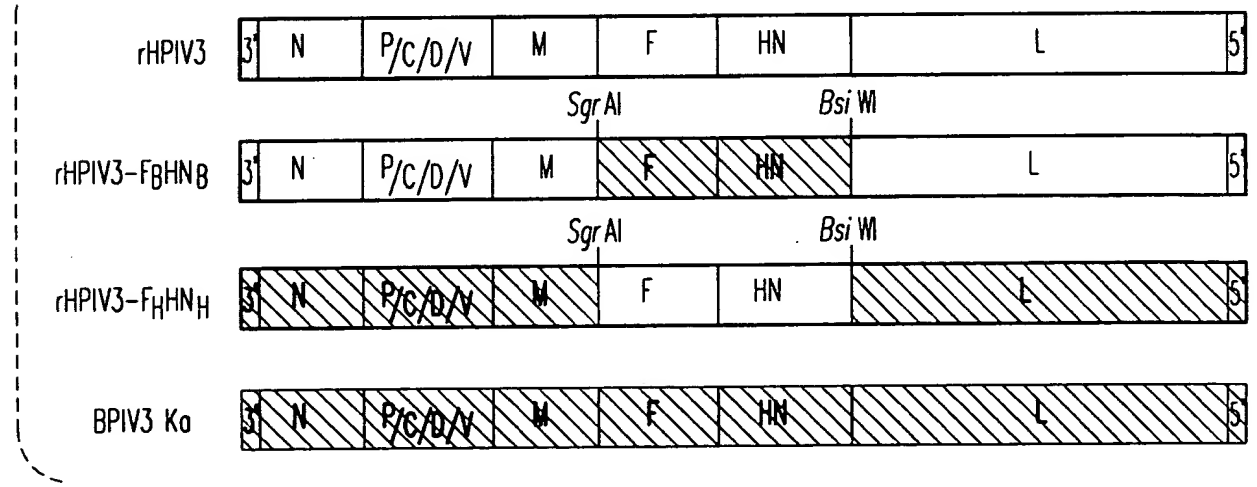 rHPIV3 3' N P/C/D/V M F HN L 5'
SgrAI BsiWI
rHPIV3-FBHNB 3' N P/C/D/V M F HN L 5'
SgrAI BsiWI
rHPIV3-FHHNH 3' N P/C/D/V M F HN L 5'
BPIV3 Ka 3' N P/C/D/V M F HN L 5'